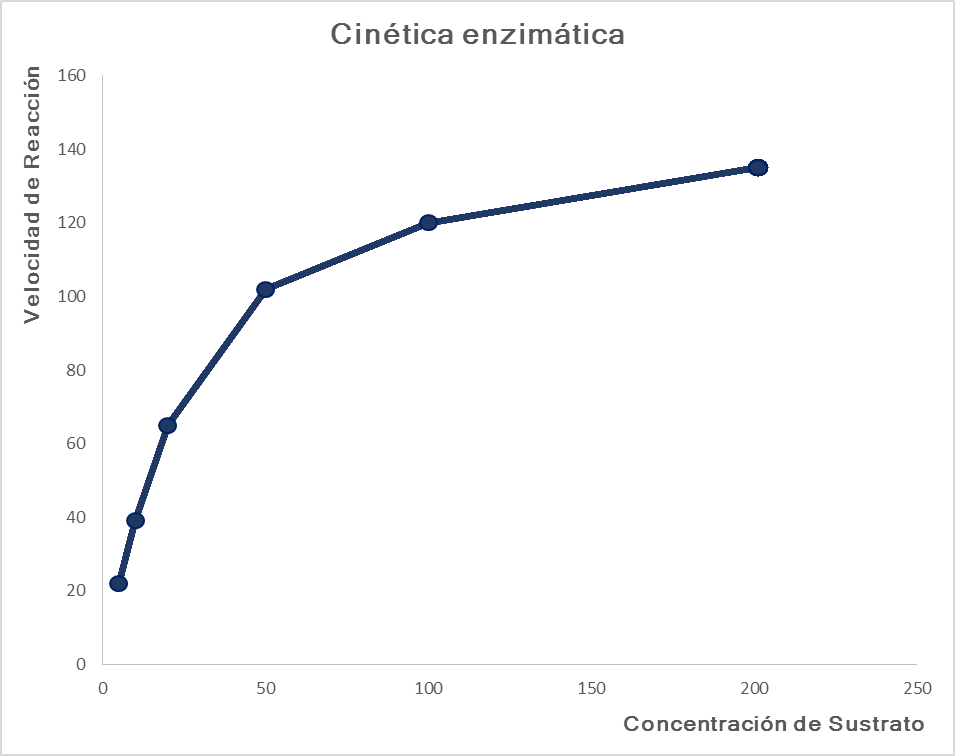 Cinética enzimática
Velocidad de Reacción
160
140
120
100
80
60
40
20
0
0 50 100 150 200 250
Concentración de Sustrato